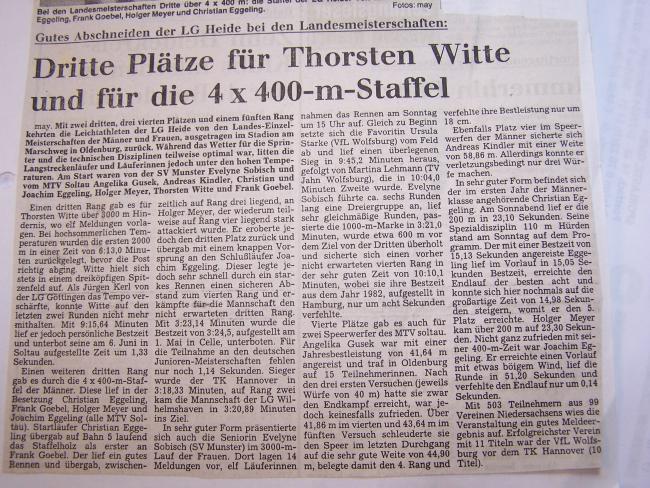 Bei den Landesmeisterschaften Dritte über 4 x 400 m: die Staffel der LG Heide
Eggeling, Frank Goebel, Holger Meyer und Christian Eggeling.
Fotos: may
Gutes Abschneiden der LG Heide bei den Landesmeisterschaften:
Dritte Plätze für Thorsten Witte
und für die 4 x 400-m-Staffel
may. Mit zwei dritten, drei vierten Plätzen und einem fünften Rang
kehrten die Leichtathleten der LG Heide von den Landes-Einzel-
Meisterschaften der Männer und Frauen, ausgetragen im Stadion am
Marschweg in Oldenburg, zurück. Während das Wetter für die Sprin-
ter und die technischen Disziplinen teilweise optimal war, litten die
Langstreckenläufer und Läuferinnen jedoch unter den hohen Tempe-
raturen. Am Start waren von der SV Munster Evelyne Sobisch und
vom MTV Soltau Angelika Gusek, Andreas Kindler, Christian und
Joachim Eggeling, Holger Meyer, Thorsten Witte und Frank Goebel.
Einen dritten Rang gab es für
Thorsten Witte über 3000 m Hin-
dernis, wo elf Meldungen vorla-
gen. Bei hochsommerlichen Tem-
peraturen wurden die ersten 2000
m in einer Zeit von 6:13,0 Minu-
ten zurückgelegt, bevor die Post
richtig abging. Witte hielt sich
stets in einem dreiköpfigen Spit-
zenfeld auf. Als Jürgen Kerl von
der LG Göttingen das Tempo ver-
schärfte, konnte Witte auf den
letzten zwei Runden nicht mehr
mithalten. Mit 9:15,64 Minuten
lief er jedoch persönliche Bestzeit
und unterbot seine am 6. Juni in
Soltau aufgestellte Zeit um 1,33
Sekunden.
Einen weiteren dritten Rang
gab es durch die 4 x 400-m-Staf-
fel der Männer. Diese lief in der
Besetzung Christian Eggeling,
Frank Goebel, Holger Meyer und
Joachim Eggeling (alle MTV Sol-
tau). Startläufer Christian Egge-
ling übergab auf Bahn 5 laufend
das Staffelholz als erster an
Frank Goebel. Der lief ein gutes
Rennen und übergab, zwischen-
zeitlich auf Rang drei liegend, an
Holger Meyer, der wiederum teil-
weise auf Rang vier liegend stark
attackiert wurde. Er eroberte je-
doch den dritten Platz zurück und
übergab mit einem knappen Vor-
sprung an den Schlußläufer Joa-
chim Eggeling. Dieser legte je-
doch sehr schnell durch ein star-
kes Rennen einen sicheren Ab-
stand zum vierten Rang und er-
kämpfte für die Mannschaft den
nicht erwarteten dritten Rang.
Mit 3:23,14 Minuten wurde die
Bestzeit von 3:24,5, aufgestellt am
1. Mai in Celle, unterboten. Für
die Teilnahme an den deutschen
Junioren-Meisterschaften fehlen
nur noch 1,14 Sekunden. Sieger
wurde der TK Hannover in
3:18,33 Minuten, auf Rang zwei
kam die Mannschaft der LG Wil-
helmshaven in 3:20,89 Minuten
ins Ziel.
In sehr guter Form präsentierte
sich auch die Seniorin Evelyne
Sobisch (SV Munster) im 3000-m-
Lauf der Frauen. Dort lagen 14
Meldungen vor, elf Läuferinnen
nahmen das Rennen am Sonntag
um 15 Uhr auf. Gleich zu Beginn
setzte sich die Favoritin Ursula
Starke (VfL Wolfsburg) vom Feld
ab und lief einen überlegenen
Sieg in 9:45,2 Minuten heraus,
gefolgt von Martina Lehmann (TV
Jahn Wolfsburg), die in 10:04,0
Minuten Zweite wurde. Evelyne
Sobisch führte ca. sechs Runden
lang eine Dreiergruppe an, lief
sehr gleichmäßige Runden, pas-
sierte die 1000-m-Marke in 3:21,0
Minuten, wurde etwa 600 m vor
dem Ziel von der Dritten überholt
und sicherte sich einen vorher
nicht erwarteten vierten Rang in
der sehr guten Zeit von 10:10,1
Minuten, wobei sie ihre Bestzeit
aus dem Jahre 1982, aufgestellt in
Hamburg, nur um acht Sekunden
verfehlte.
Vierte Plätze gab es auch für
zwei Speerwerfer des MTV Soltau.
Angelika Gusek war mit einer
Jahresbestleistung von 41,64 m
angereist und traf in Oldenburg
auf 15 Teilnehmerinnen. Nach
den drei ersten Versuchen (jeweils
Würfe von 40 m) hatte sie zwar
den Endkampf erreicht, war je-
doch keinesfalls zufrieden. Über
41,86 m im vierten und 43,64 m im
fünften Versuch schleuderte sie
den Speer im letzten Durchgang
auf die sehr gute Weite von 44,90
m, belegte damit den 4. Rang und
verfehlte ihre Bestleistung nur um
18 cm.
Ebenfalls Platz vier im Speer-
werfen der Männer sicherte sich
Andreas Kindler mit einer Weite
von 58,86 m. Allerdings konnte er
verletzungsbedingt nur drei Wür-
fe machen.
In sehr guter Form befindet sich
der im ersten Jahr der Männer-
klasse angehörende Christian Eg-
geling. Am Sonnabend lief er die
200 m in 23,10 Sekunden. Seine
Spezialdisziplin 110 m Hürden
stand am Sonntag auf dem Pro-
gramm. Der mit einer Bestzeit von
15,13 Sekunden angereiste Egge-
ling lief im Vorlauf in 15,05
Sekunden Bestzeit, erreichte den
Endlauf der besten acht und
konnte sich hier nochmals auf die
großartige Zeit von 14,98 Sekun-
den steigern, womit er den 5.
Platz erreichte. Holger Meyer
kam über 200 m auf 23,30 Sekun-
den. Nicht ganz zufrieden mit sei-
ner 400-m-Zeit war Joachim Eg-
geling. Er erreichte einen Vorlauf
mit etwas böigem Wind, lief die
Runde in 51,20 Sekunden und
verfehlte den Endlauf nur um 0,14
Sekunden.
Mit 503 Teilnehmern aus 99
Vereinen Niedersachsens wies die
Veranstaltung ein gutes Melder-
gebnis auf. Erfolgreichster Verein
mit 11 Titeln war der VfL Wolfs-
burg vor dem TK Hannover (10
Titel).